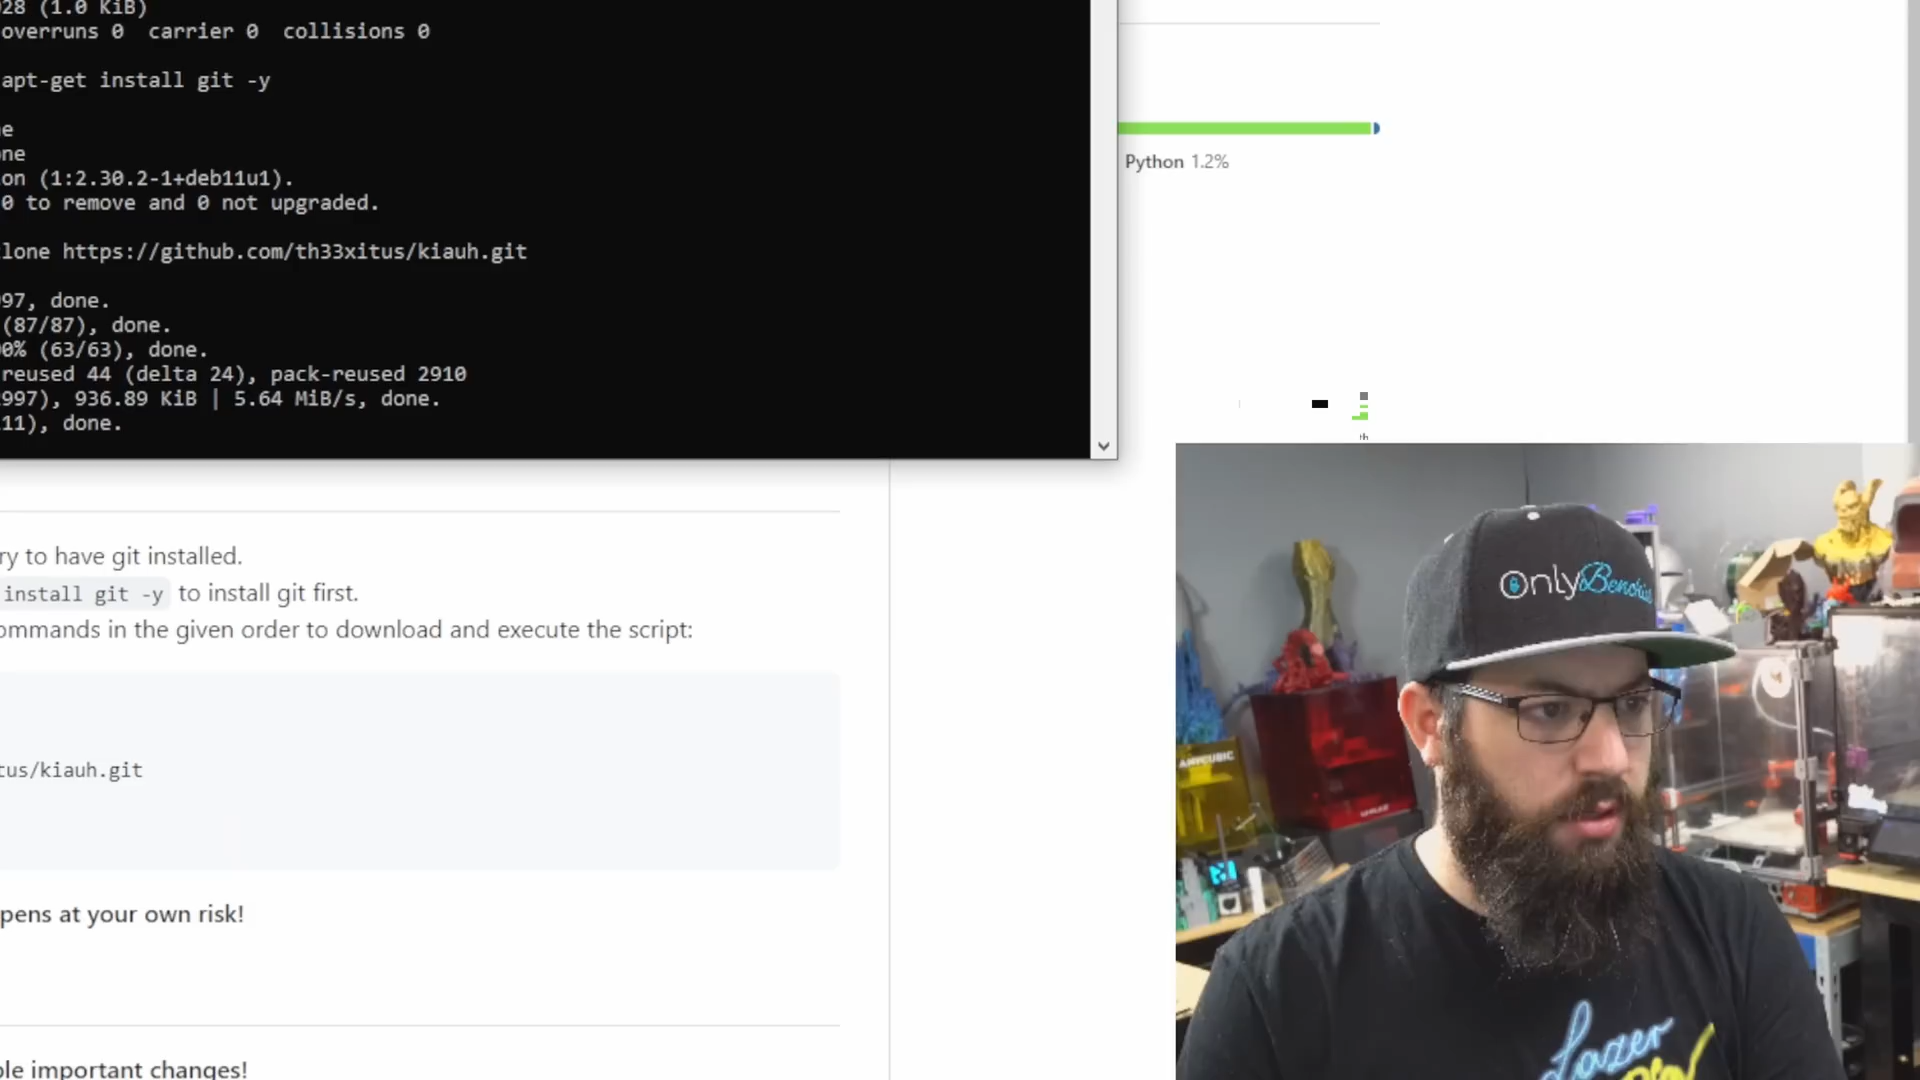 28 (1.0 KiB)
overruns 0  carrier 0  collisions 0
apt-get install git -y
ne
one
on (1:2.30.2-1+deb11u1).
0 to remove and 0 not upgraded.
lone https://github.com/th33xitus/kiauh.git
97, done.
(87/87), done.
0% (63/63), done.
reused 44 (delta 24), pack-reused 2910
997), 936.89 KiB | 5.64 MiB/s, done.
11), done.
Python 1.2%
ry to have git installed.
install git -y to install git first.
ommands in the given order to download and execute the script:
tus/kiauh.git
pens at your own risk!
ble important changes!
OnlyBenchies
ANYCUBIC
Lazer